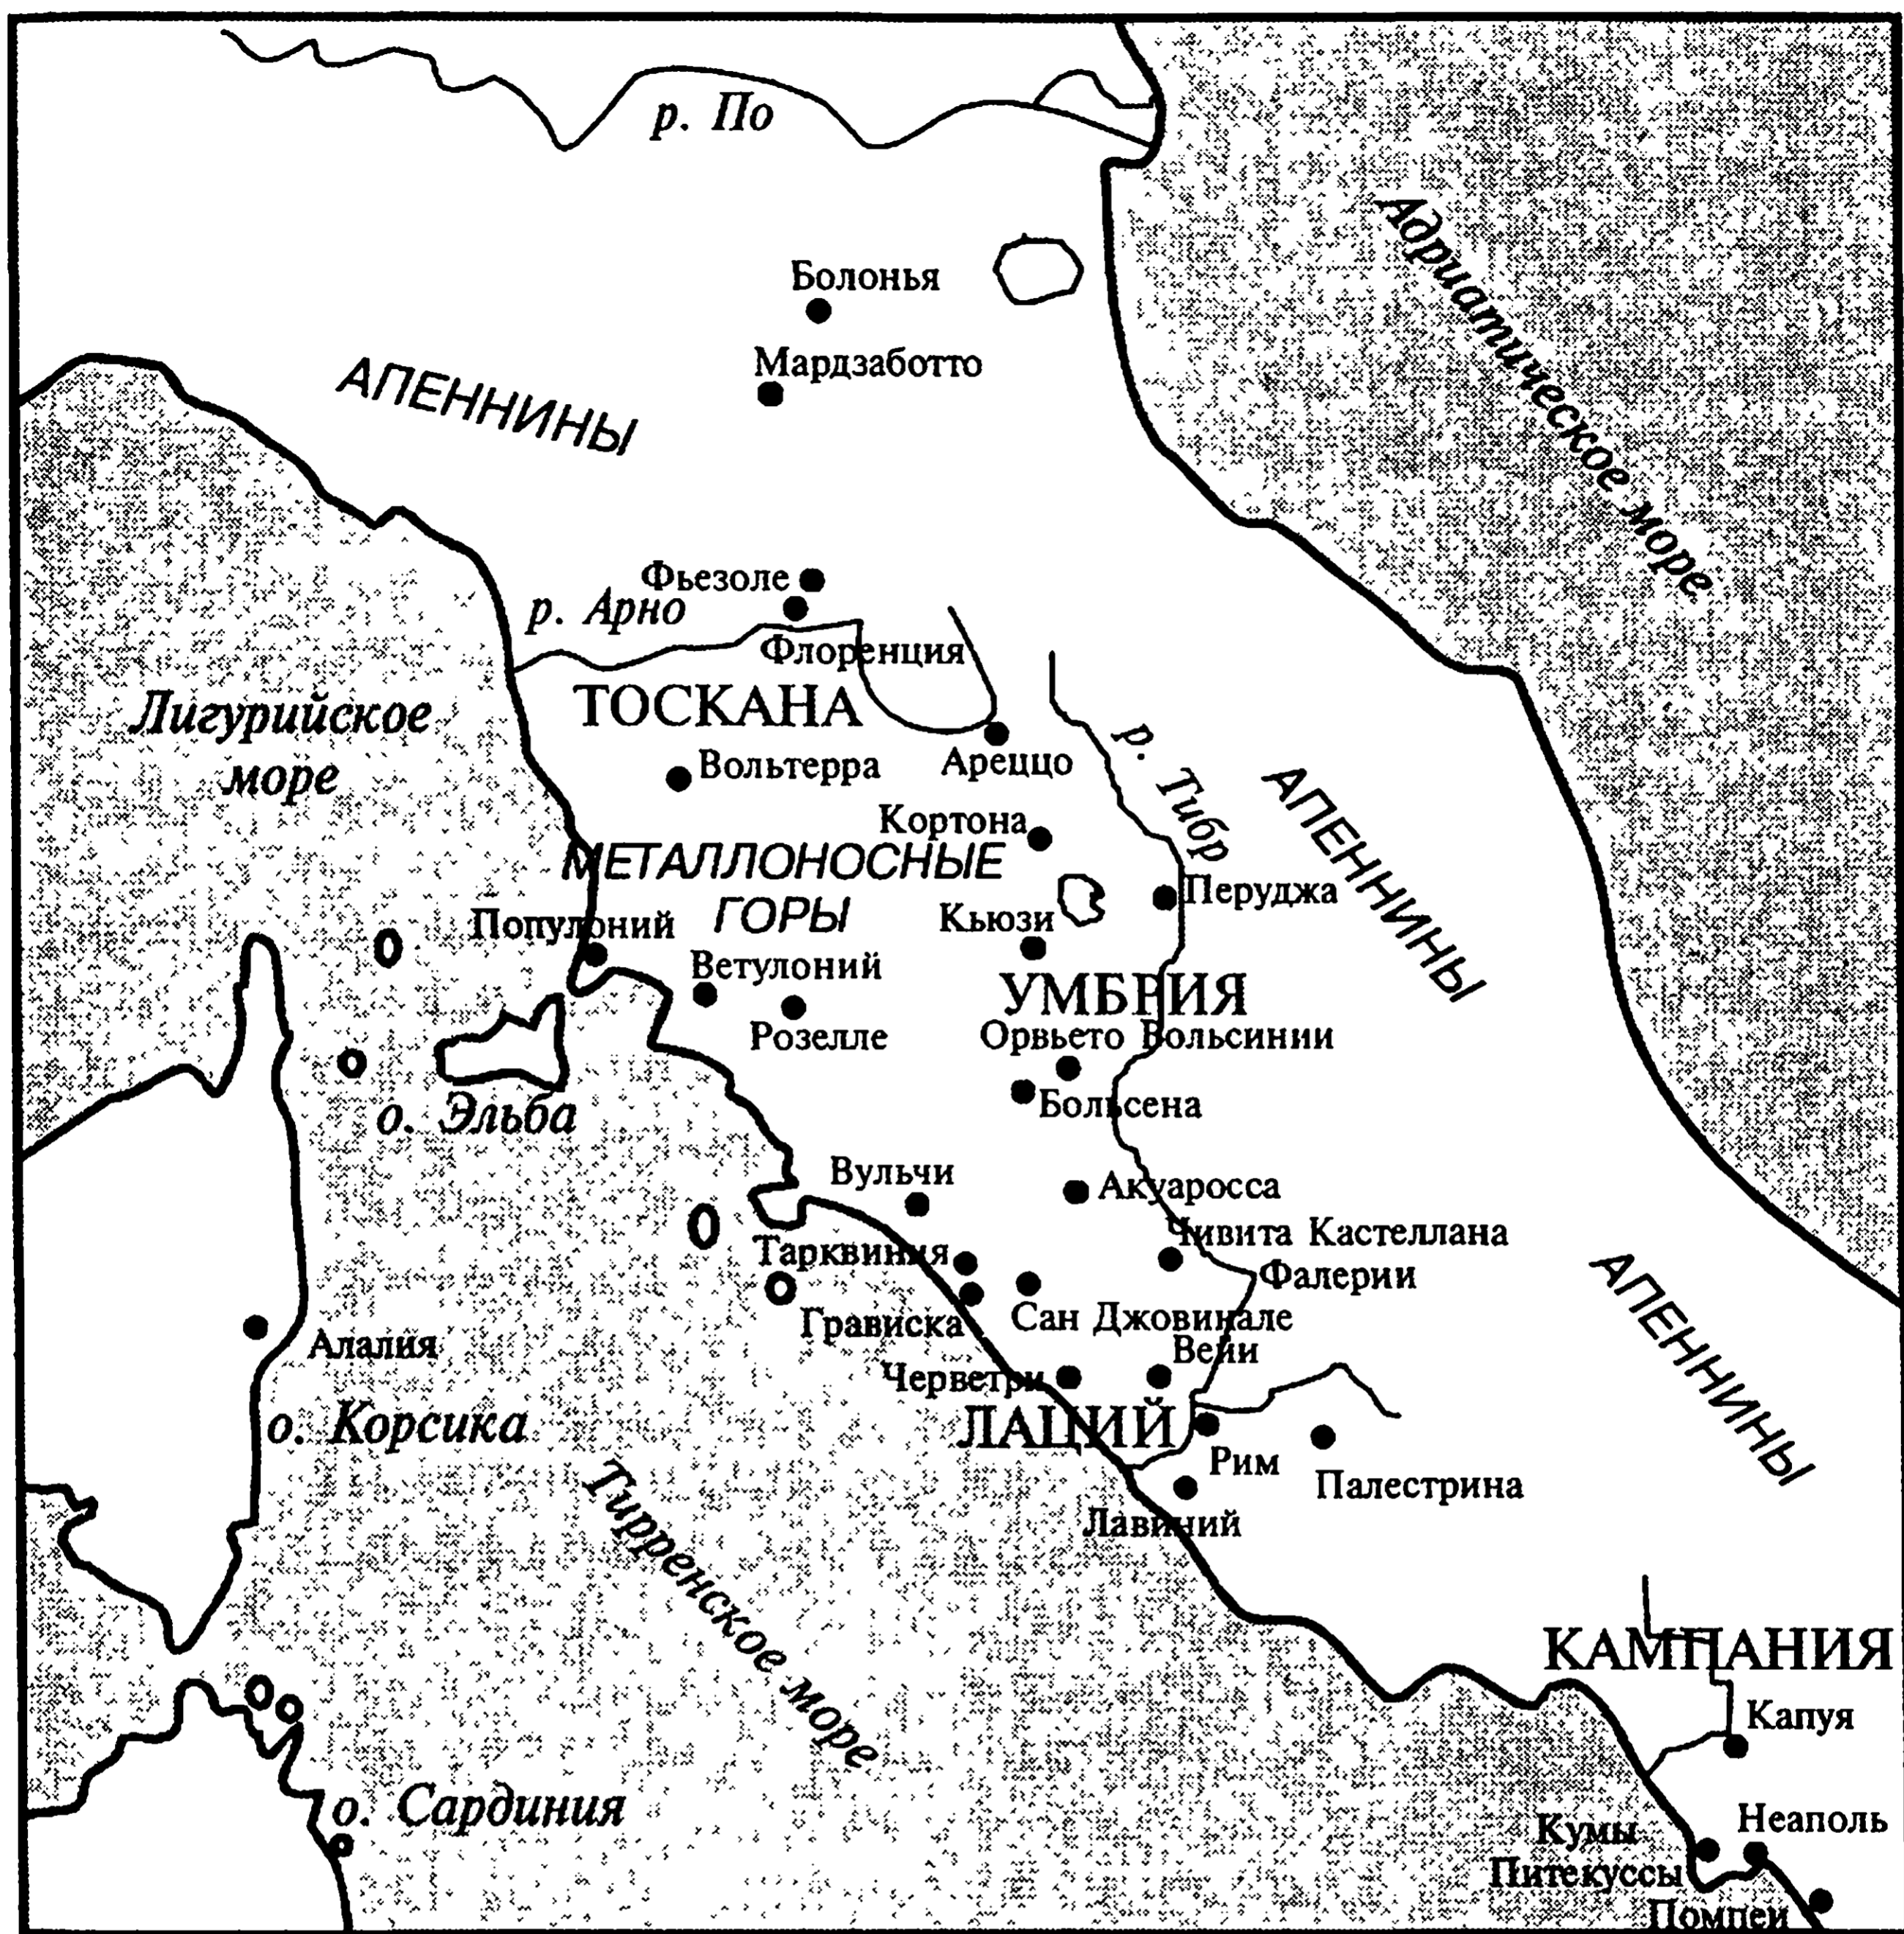 р. По
Адриатическое море
Болонья
Мардзаботто
АПЕННИНЫ
Фьезоле
р. Арно
Флоренция
Лигурийское
море
ТОСКАНА
Вольтерра
Ареццо
р. Тибр
АПЕННИНЫ
Кортона
МЕТАЛЛОНОСНЫЕ
ГОРЫ
Перуджа
Популоний
Кьюзи
Ветулоний
УМБРИЯ
Розелле
Орвьето Вольсинии
Больсена
о. Эльба
Вульчи
Акуаросса
Чивита Кастеллана
Фалерии
Тарквиния
Грависка
Сан Джовинале
Алалия
Вейи
Черветри
о. Корсика
ЛАЦИЙ
Рим
Палестрина
Лавиний
АПЕННИНЫ
Тирренское море
КАМПАНИЯ
Капуя
о. Сардиния
Неаполь
Кумы
Питекуссы
Помпеи